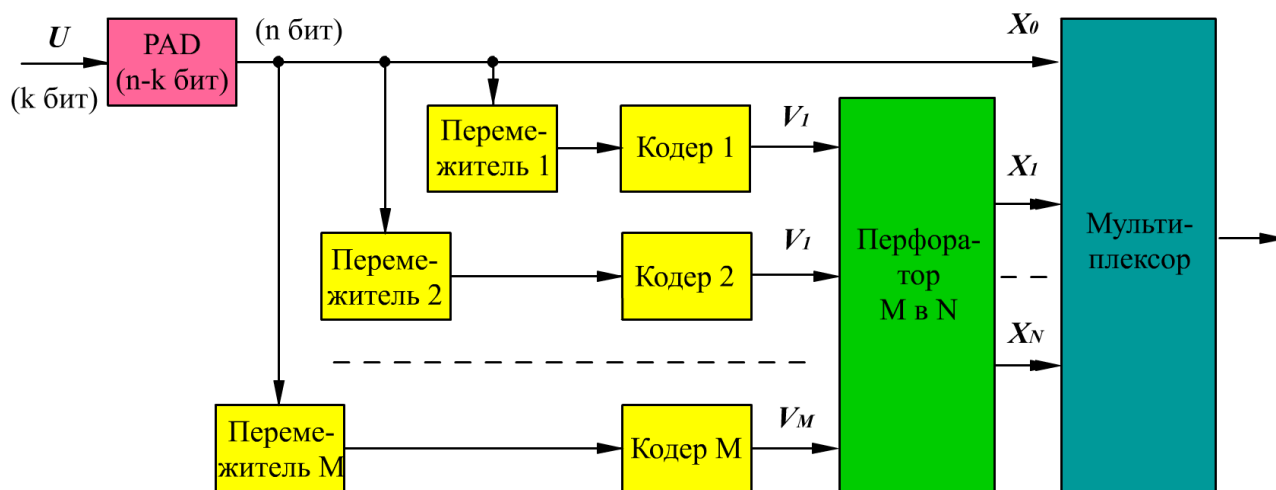 U
(k бит)
PAD
(n-k бит)
(n бит)
X0
Переме-
житель 1
Кодер 1
V1
Переме-
житель 2
Кодер 2
V1
Переме-
житель M
Кодер M
VM
Перфора-
тор
M в N
X1
XN
Мульти-
плексор